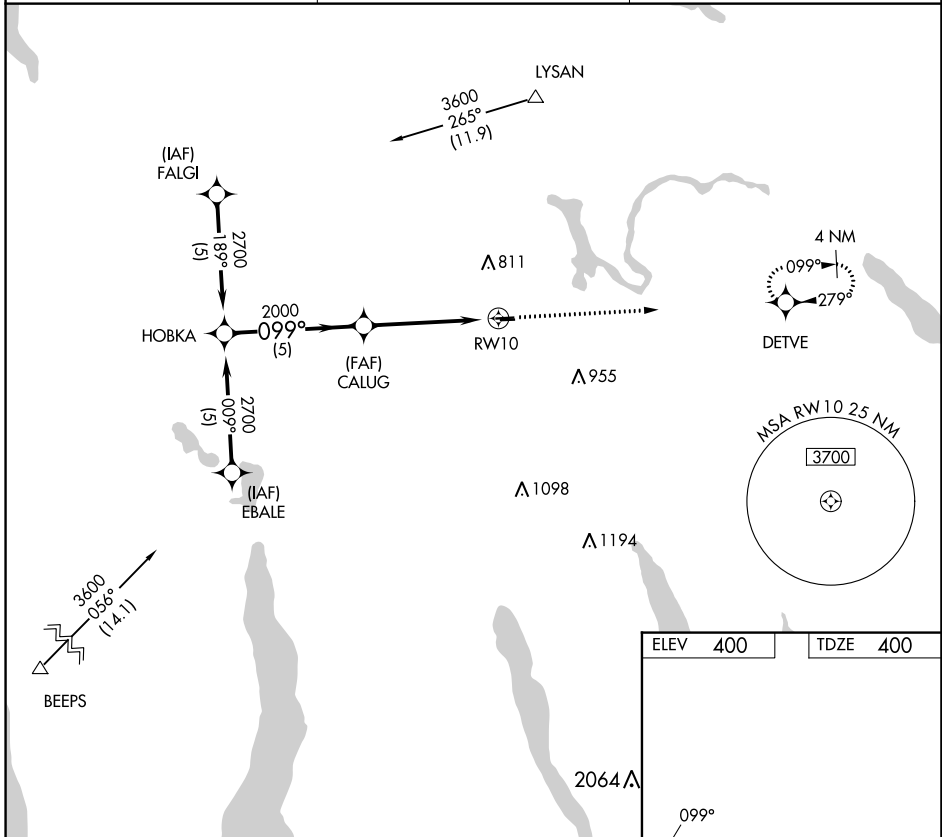 LYSAN
3600
265°
(11.9)
(IAF)
FALGI
2700
189°
(5)
811
4 NM
099°
279°
DETVE
HOBKA
2000
099°
(5)
(FAF)
CALUG
RW10
955
2700
009°
(5)
(IAF)
EBALE
MSA RW10 25 NM
3700
1098
1194
3600
056°
(14.1)
BEEPS
ELEV 400
TDZE 400
2064
099°